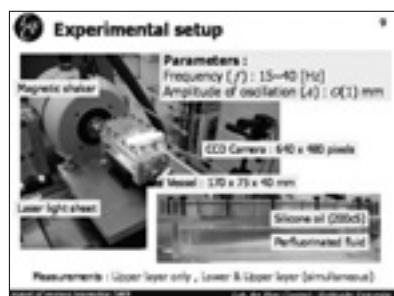 Experimental setup
9
Parameters :
Frequency (f) : 15~40 [Hz]
Amplitude of oscillation (a) : O(1) mm
Magnetic shaker
CCD Camera : 640 x 480 pixels
Vessel : 170 x 75 x 40 mm
Laser light sheet
Silicone oil (200cS)
Perfluorinated fluid
Measurements : Upper layer only , Lower & Upper layer (simultaneous)